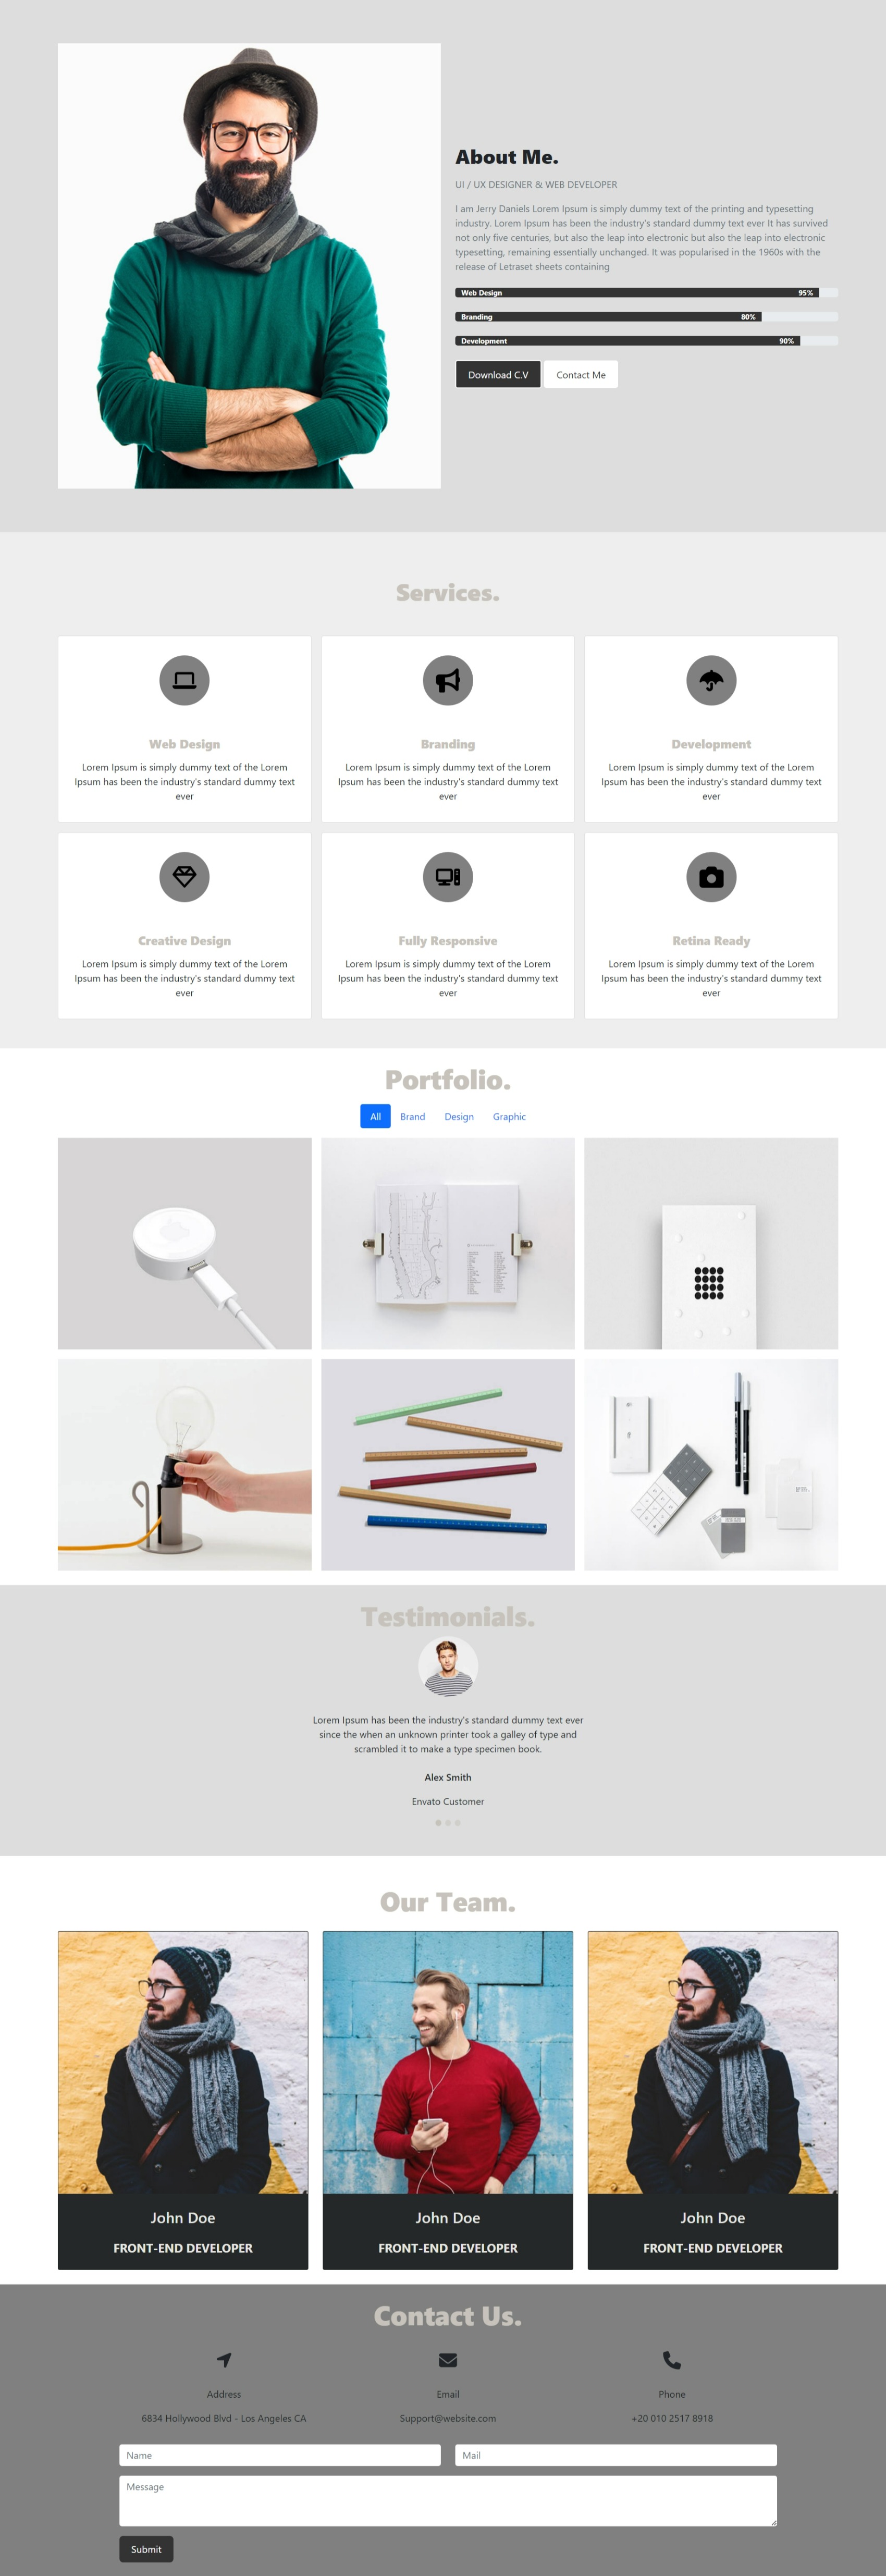 About Me.
UI / UX DESIGNER & WEB DEVELOPER
I am Jerry Daniels Lorem Ipsum is simply dummy text of the printing and typesetting
industry. Lorem Ipsum has been the industry's standard dummy text ever It has survived
not only five centuries, but also the leap into electronic but also the leap into electronic
typesetting, remaining essentially unchanged. It was popularised in the 1960s with the
release of Letraset sheets containing
Web Design 95%
Branding 80%
Development 90%
Download C.V Contact Me
Services.
Web Design
Lorem Ipsum is simply dummy text of the Lorem
Ipsum has been the industry's standard dummy text
ever
Branding
Lorem Ipsum is simply dummy text of the Lorem
Ipsum has been the industry's standard dummy text
ever
Development
Lorem Ipsum is simply dummy text of the Lorem
Ipsum has been the industry's standard dummy text
ever
Creative Design
Lorem Ipsum is simply dummy text of the Lorem
Ipsum has been the industry's standard dummy text
ever
Fully Responsive
Lorem Ipsum is simply dummy text of the Lorem
Ipsum has been the industry's standard dummy text
ever
Retina Ready
Lorem Ipsum is simply dummy text of the Lorem
Ipsum has been the industry's standard dummy text
ever
Portfolio.
All Brand Design Graphic
Testimonials.
Lorem Ipsum has been the industry's standard dummy text ever
since the when an unknown printer took a galley of type and
scrambled it to make a type specimen book.
Alex Smith
Envato Customer
Our Team.
John Doe
FRONT-END DEVELOPER
John Doe
FRONT-END DEVELOPER
John Doe
FRONT-END DEVELOPER
Contact Us.
Address
6834 Hollywood Blvd - Los Angeles CA
Email
Support@website.com
Phone
+20 010 2517 8918
Name
Mail
Message
Submit